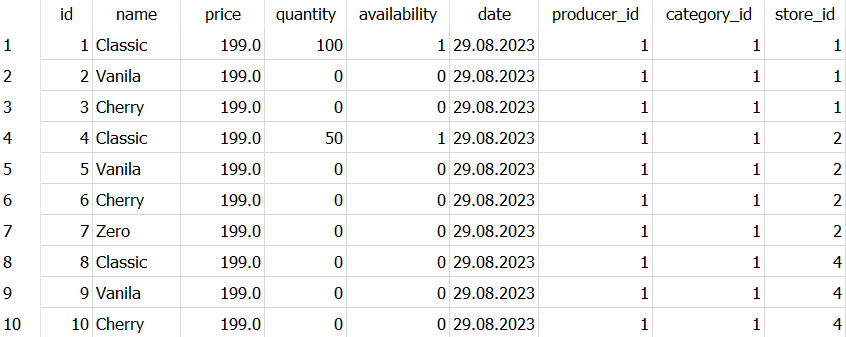 id name price quantity availability date producer_id category_id store_id
1 1 Classic 199.0 100 1 29.08.2023 1 1 1
2 2 Vanila 199.0 0 0 29.08.2023 1 1 1
3 3 Cherry 199.0 0 0 29.08.2023 1 1 1
4 4 Classic 199.0 50 1 29.08.2023 1 1 2
5 5 Vanila 199.0 0 0 29.08.2023 1 1 2
6 6 Cherry 199.0 0 0 29.08.2023 1 1 2
7 7 Zero 199.0 0 0 29.08.2023 1 1 2
8 8 Classic 199.0 0 0 29.08.2023 1 1 4
9 9 Vanila 199.0 0 0 29.08.2023 1 1 4
10 10 Cherry 199.0 0 0 29.08.2023 1 1 4